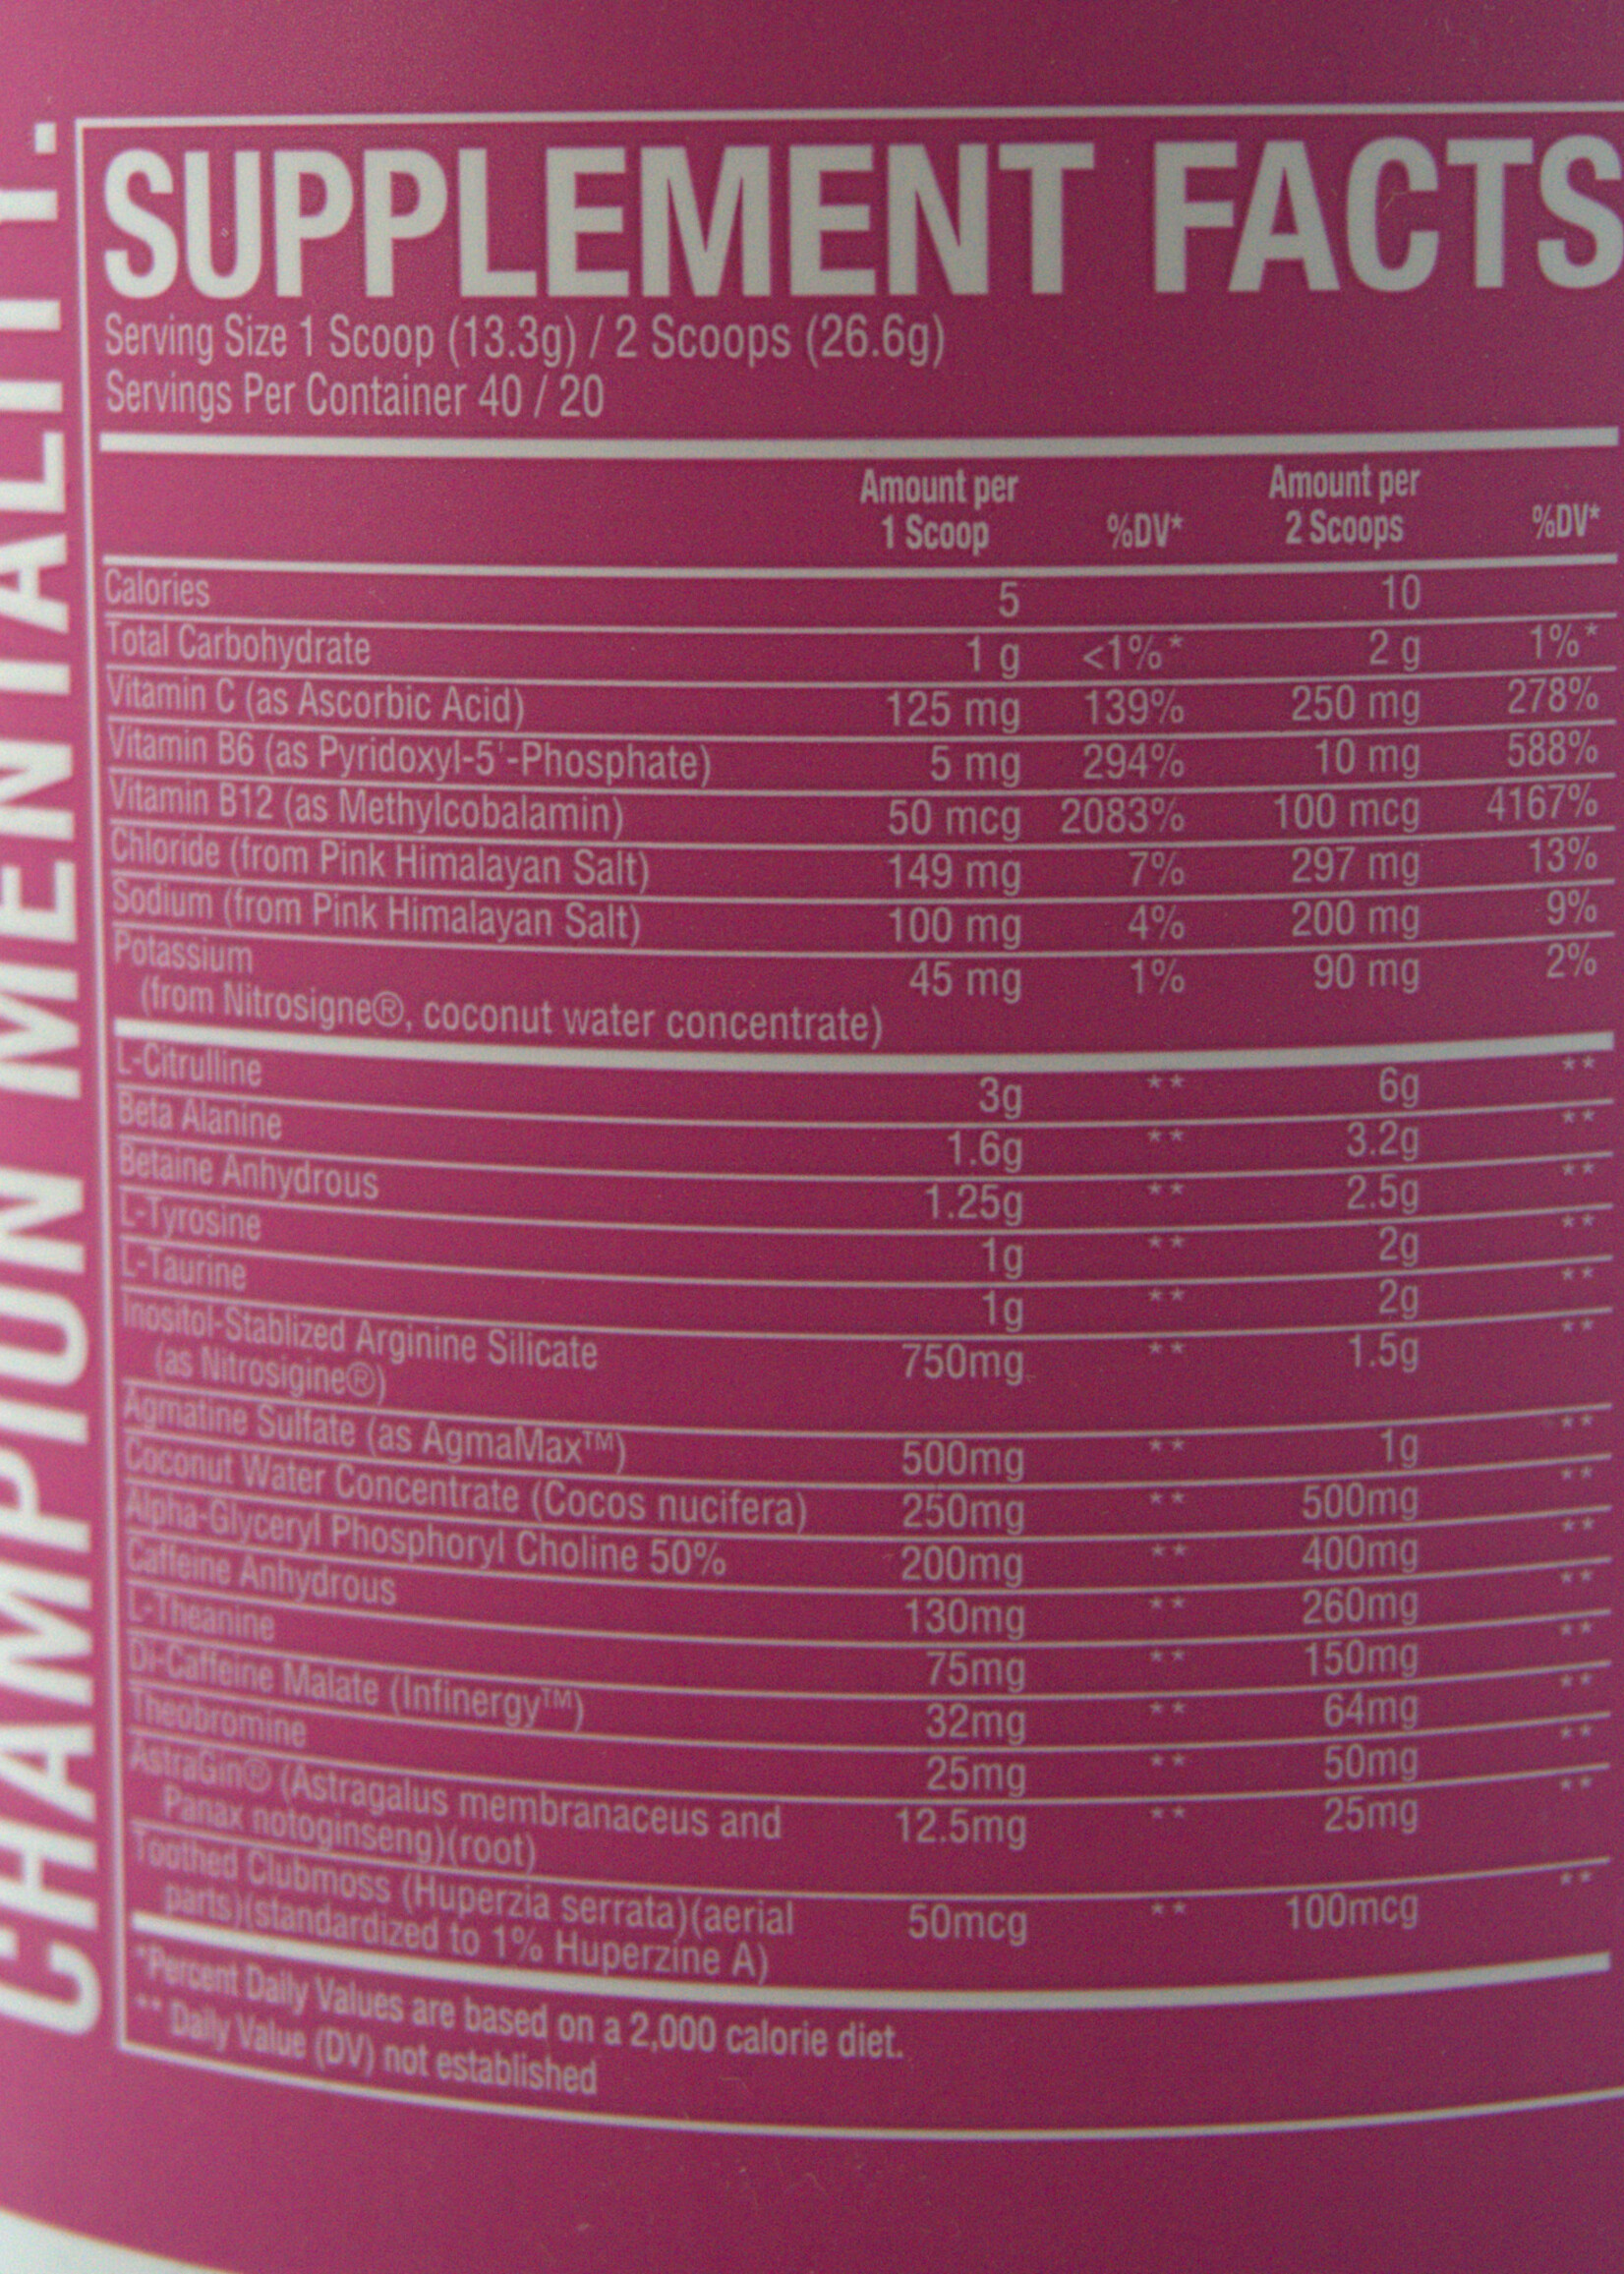 CHAMPION MENTALITY.
SUPPLEMENT FACTS
Serving Size 1 Scoop (13.3g) / 2 Scoops (26.6g)
Servings Per Container 40 / 20
Amount per 1 Scoop %DV* Amount per 2 Scoops %DV*
Calories 5 10
Total Carbohydrate 1 g <1%* 2 g 1%*
Vitamin C (as Ascorbic Acid) 125 mg 139% 250 mg 278%
Vitamin B6 (as Pyridoxyl-5'-Phosphate) 5 mg 294% 10 mg 588%
Vitamin B12 (as Methylcobalamin) 50 mcg 2083% 100 mcg 4167%
Chloride (from Pink Himalayan Salt) 149 mg 7% 297 mg 13%
Sodium (from Pink Himalayan Salt) 100 mg 4% 200 mg 9%
Potassium 45 mg 1% 90 mg 2%
(from Nitrosigne®, coconut water concentrate)
L-Citrulline 3g ** 6g **
Beta Alanine 1.6g ** 3.2g **
Betaine Anhydrous 1.25g ** 2.5g **
L-Tyrosine 1g ** 2g **
L-Taurine 1g ** 2g **
Inositol-Stablized Arginine Silicate 750mg ** 1.5g **
(as Nitrosigine®)
Agmatine Sulfate (as AgmaMax™) 500mg ** 1g **
Coconut Water Concentrate (Cocos nucifera) 250mg ** 500mg **
Alpha-Glyceryl Phosphoryl Choline 50% 200mg ** 400mg **
Caffeine Anhydrous 130mg ** 260mg **
L-Theanine 75mg ** 150mg **
Di-Caffeine Malate (Infinergy™) 32mg ** 64mg **
Theobromine 25mg ** 50mg **
AstraGin® (Astragalus membranaceus and 12.5mg ** 25mg **
Panax notoginseng)(root)
Toothed Clubmoss (Huperzia serrata)(aerial 50mcg ** 100mcg **
parts)(standardized to 1% Huperzine A)
*Percent Daily Values are based on a 2,000 calorie diet.
** Daily Value (DV) not established